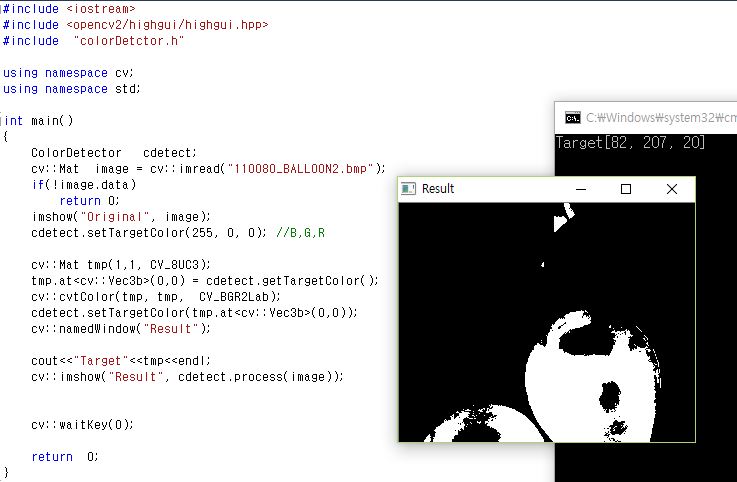 #include <iostream>
#include <opencv2/highgui/highgui.hpp>
#include  "colorDetctor.h"
using namespace cv;
using namespace std;
int main()
{
ColorDetector   cdetect;
cv::Mat  image = cv::imread("110080_BALLOON2.bmp");
if(!image.data)
return 0;
imshow("Original", image);
cdetect.setTargetColor(255, 0, 0); //B,G,R
cv::Mat tmp(1,1, CV_8UC3);
tmp.at<cv::Vec3b>(0,0) = cdetect.getTargetColor();
cv::cvtColor(tmp, tmp,  CV_BGR2Lab);
cdetect.setTargetColor(tmp.at<cv::Vec3b>(0,0));
cv::namedWindow("Result");
cout<<"Target"<<tmp<<endl;
cv::imshow("Result", cdetect.process(image));
cv::waitKey(0);
return  0;
}
C:₩Windows₩system32₩cm
Target[82, 207, 20]
Result